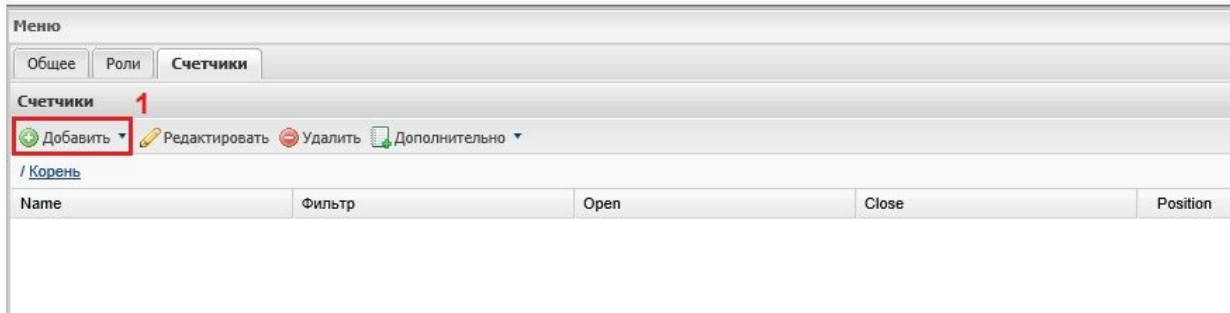 Меню
Общее Роли Счетчики
Счетчики 1
Добавить Редактировать Удалить Дополнительно
/ Корень
Name Фильтр Open Close Position